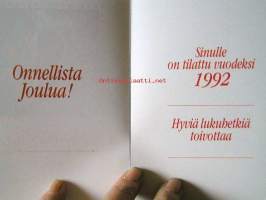 Onnellista
Joulua!
Sinulle
on tilattu vuodeksi
1992
Hyviä lukuhetkiä
toivottaa